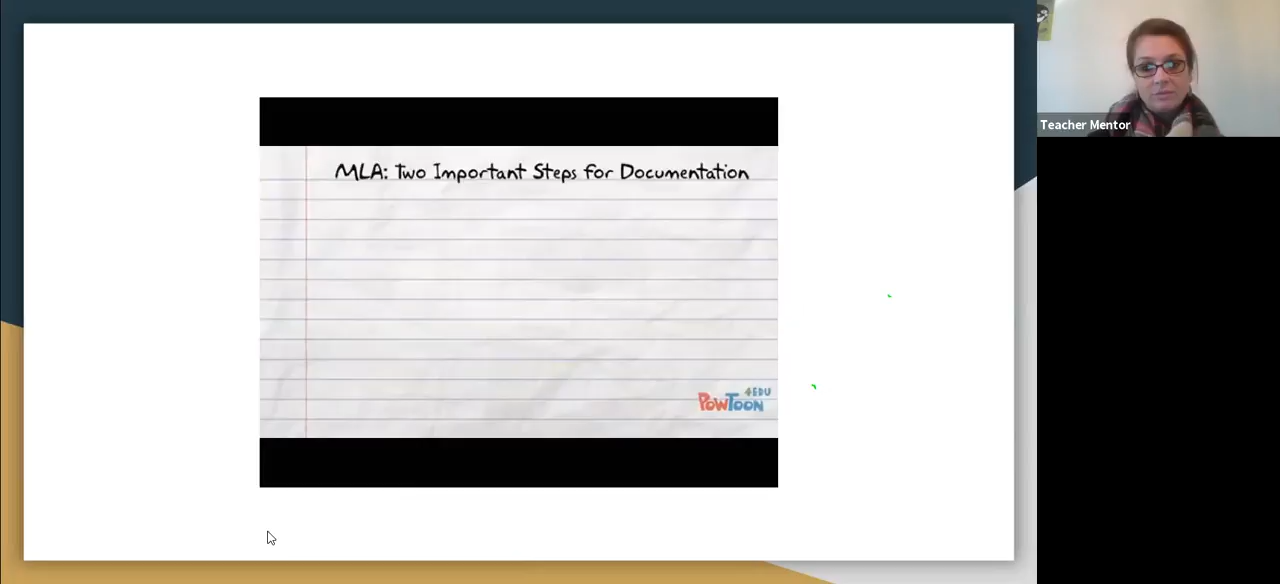 MLA: Two Important Steps for Documentation
4EDU
POWTOON
Teacher Mentor